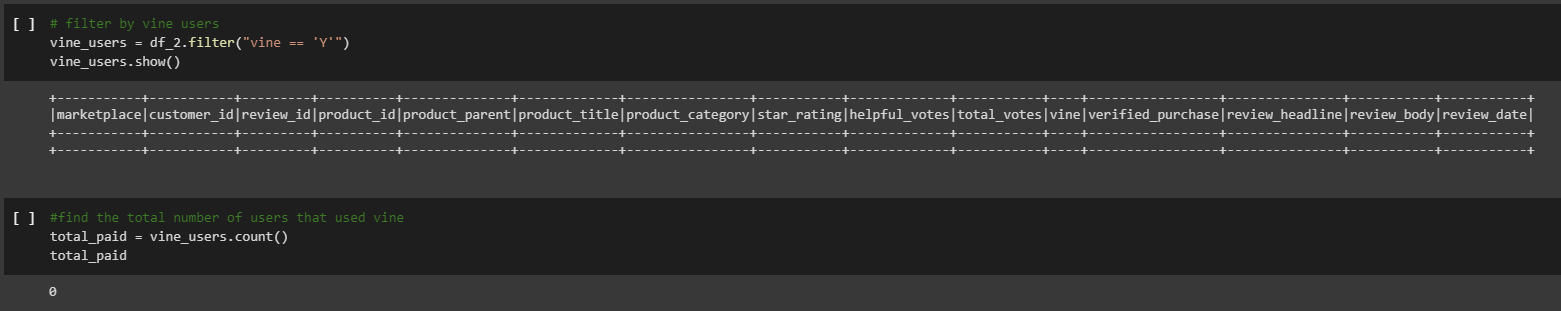 [ ] # filter by vine users
vine_users = df_2.filter("vine == 'Y'")
vine_users.show()
+-----------+-----------+---------+----------+--------------+-------------+----------------+-----------+-------------+-----------+----+-----------------+---------------+-----------+-----------+
|marketplace|customer_id|review_id|product_id|product_parent|product_title|product_category|star_rating|helpful_votes|total_votes|vine|verified_purchase|review_headline|review_body|review_date|
+-----------+-----------+---------+----------+--------------+-------------+----------------+-----------+-------------+-----------+----+-----------------+---------------+-----------+-----------+
+-----------+-----------+---------+----------+--------------+-------------+----------------+-----------+-------------+-----------+----+-----------------+---------------+-----------+-----------+
[ ] #find the total number of users that used vine
total_paid = vine_users.count()
total_paid
0